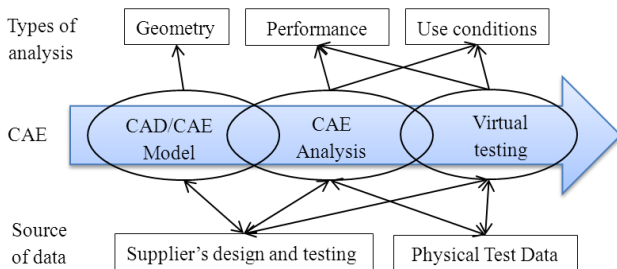 Types of
analysis
Geometry
Performance
Use conditions
CAE
CAD/CAE
Model
CAE
Analysis
Virtual
testing
Source
of data
Supplier's design and testing
Physical Test Data